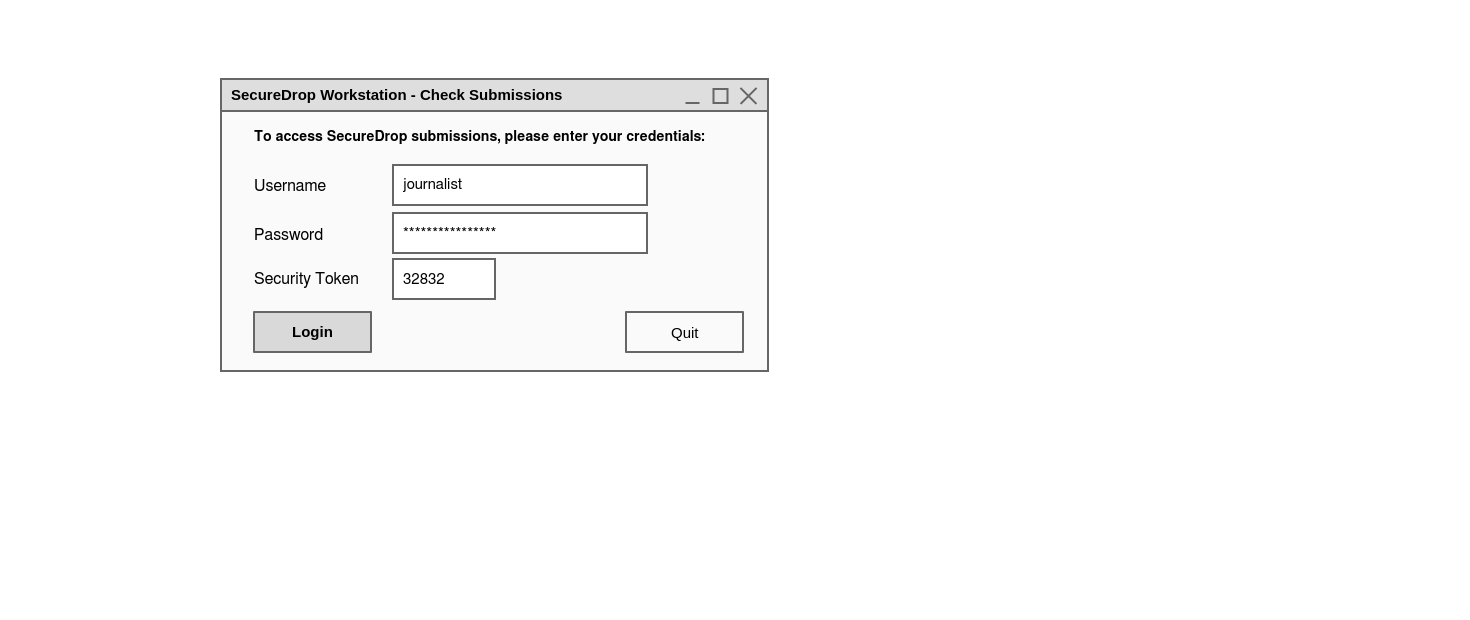 SecureDrop Workstation - Check Submissions
To access SecureDrop submissions, please enter your credentials:
Username journalist
Password ****************
Security Token 32832
Login Quit